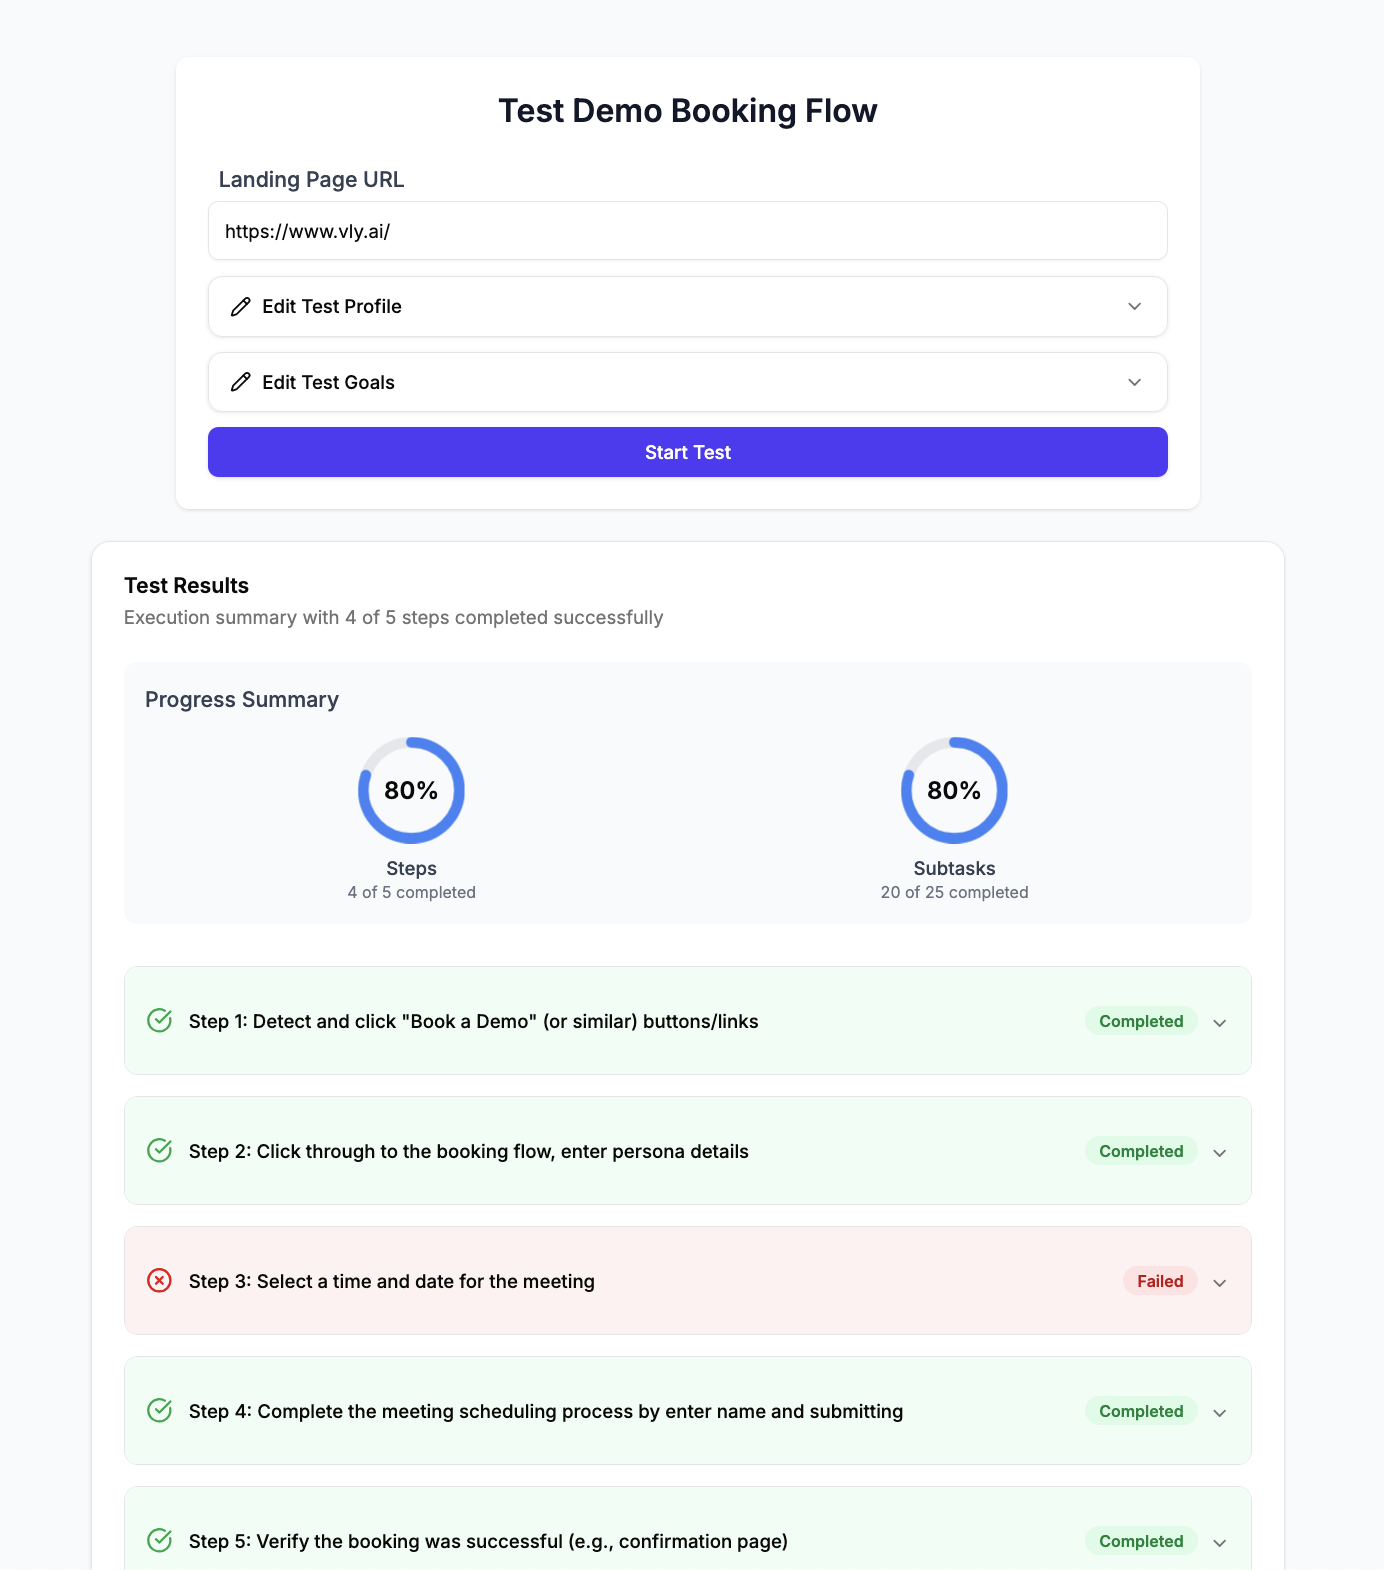 Test Demo Booking Flow
Landing Page URL
https://www.vly.ai/
Edit Test Profile
Edit Test Goals
Start Test
Test Results
Execution summary with 4 of 5 steps completed successfully
Progress Summary
80%
Steps
4 of 5 completed
80%
Subtasks
20 of 25 completed
Step 1: Detect and click "Book a Demo" (or similar) buttons/links
Completed
Step 2: Click through to the booking flow, enter persona details
Completed
Step 3: Select a time and date for the meeting
Failed
Step 4: Complete the meeting scheduling process by enter name and submitting
Completed
Step 5: Verify the booking was successful (e.g., confirmation page)
Completed